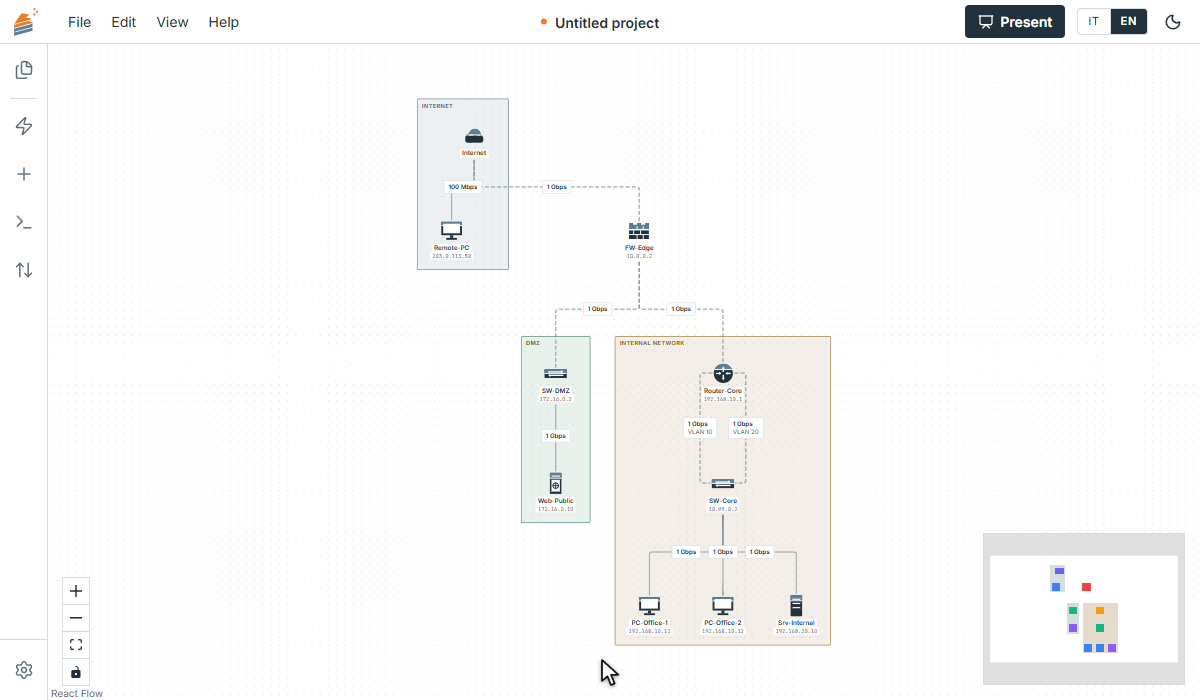 File Edit View Help
Untitled project
Present
IT EN
INTERNET
Internet
100 Mbps
1 Gbps
Remote-PC
203.0.113.50
FW-Edge
10.0.0.2
1 Gbps
1 Gbps
DMZ
SW-DMZ
172.16.0.2
1 Gbps
Web-Public
172.16.0.10
INTERNAL NETWORK
Router-Core
192.168.10.1
1 Gbps
VLAN 10
1 Gbps
VLAN 20
SW-Core
10.99.0.2
1 Gbps
1 Gbps
1 Gbps
PC-Office-1
192.168.10.11
PC-Office-2
192.168.10.12
Srv-Internal
192.168.20.10
React Flow